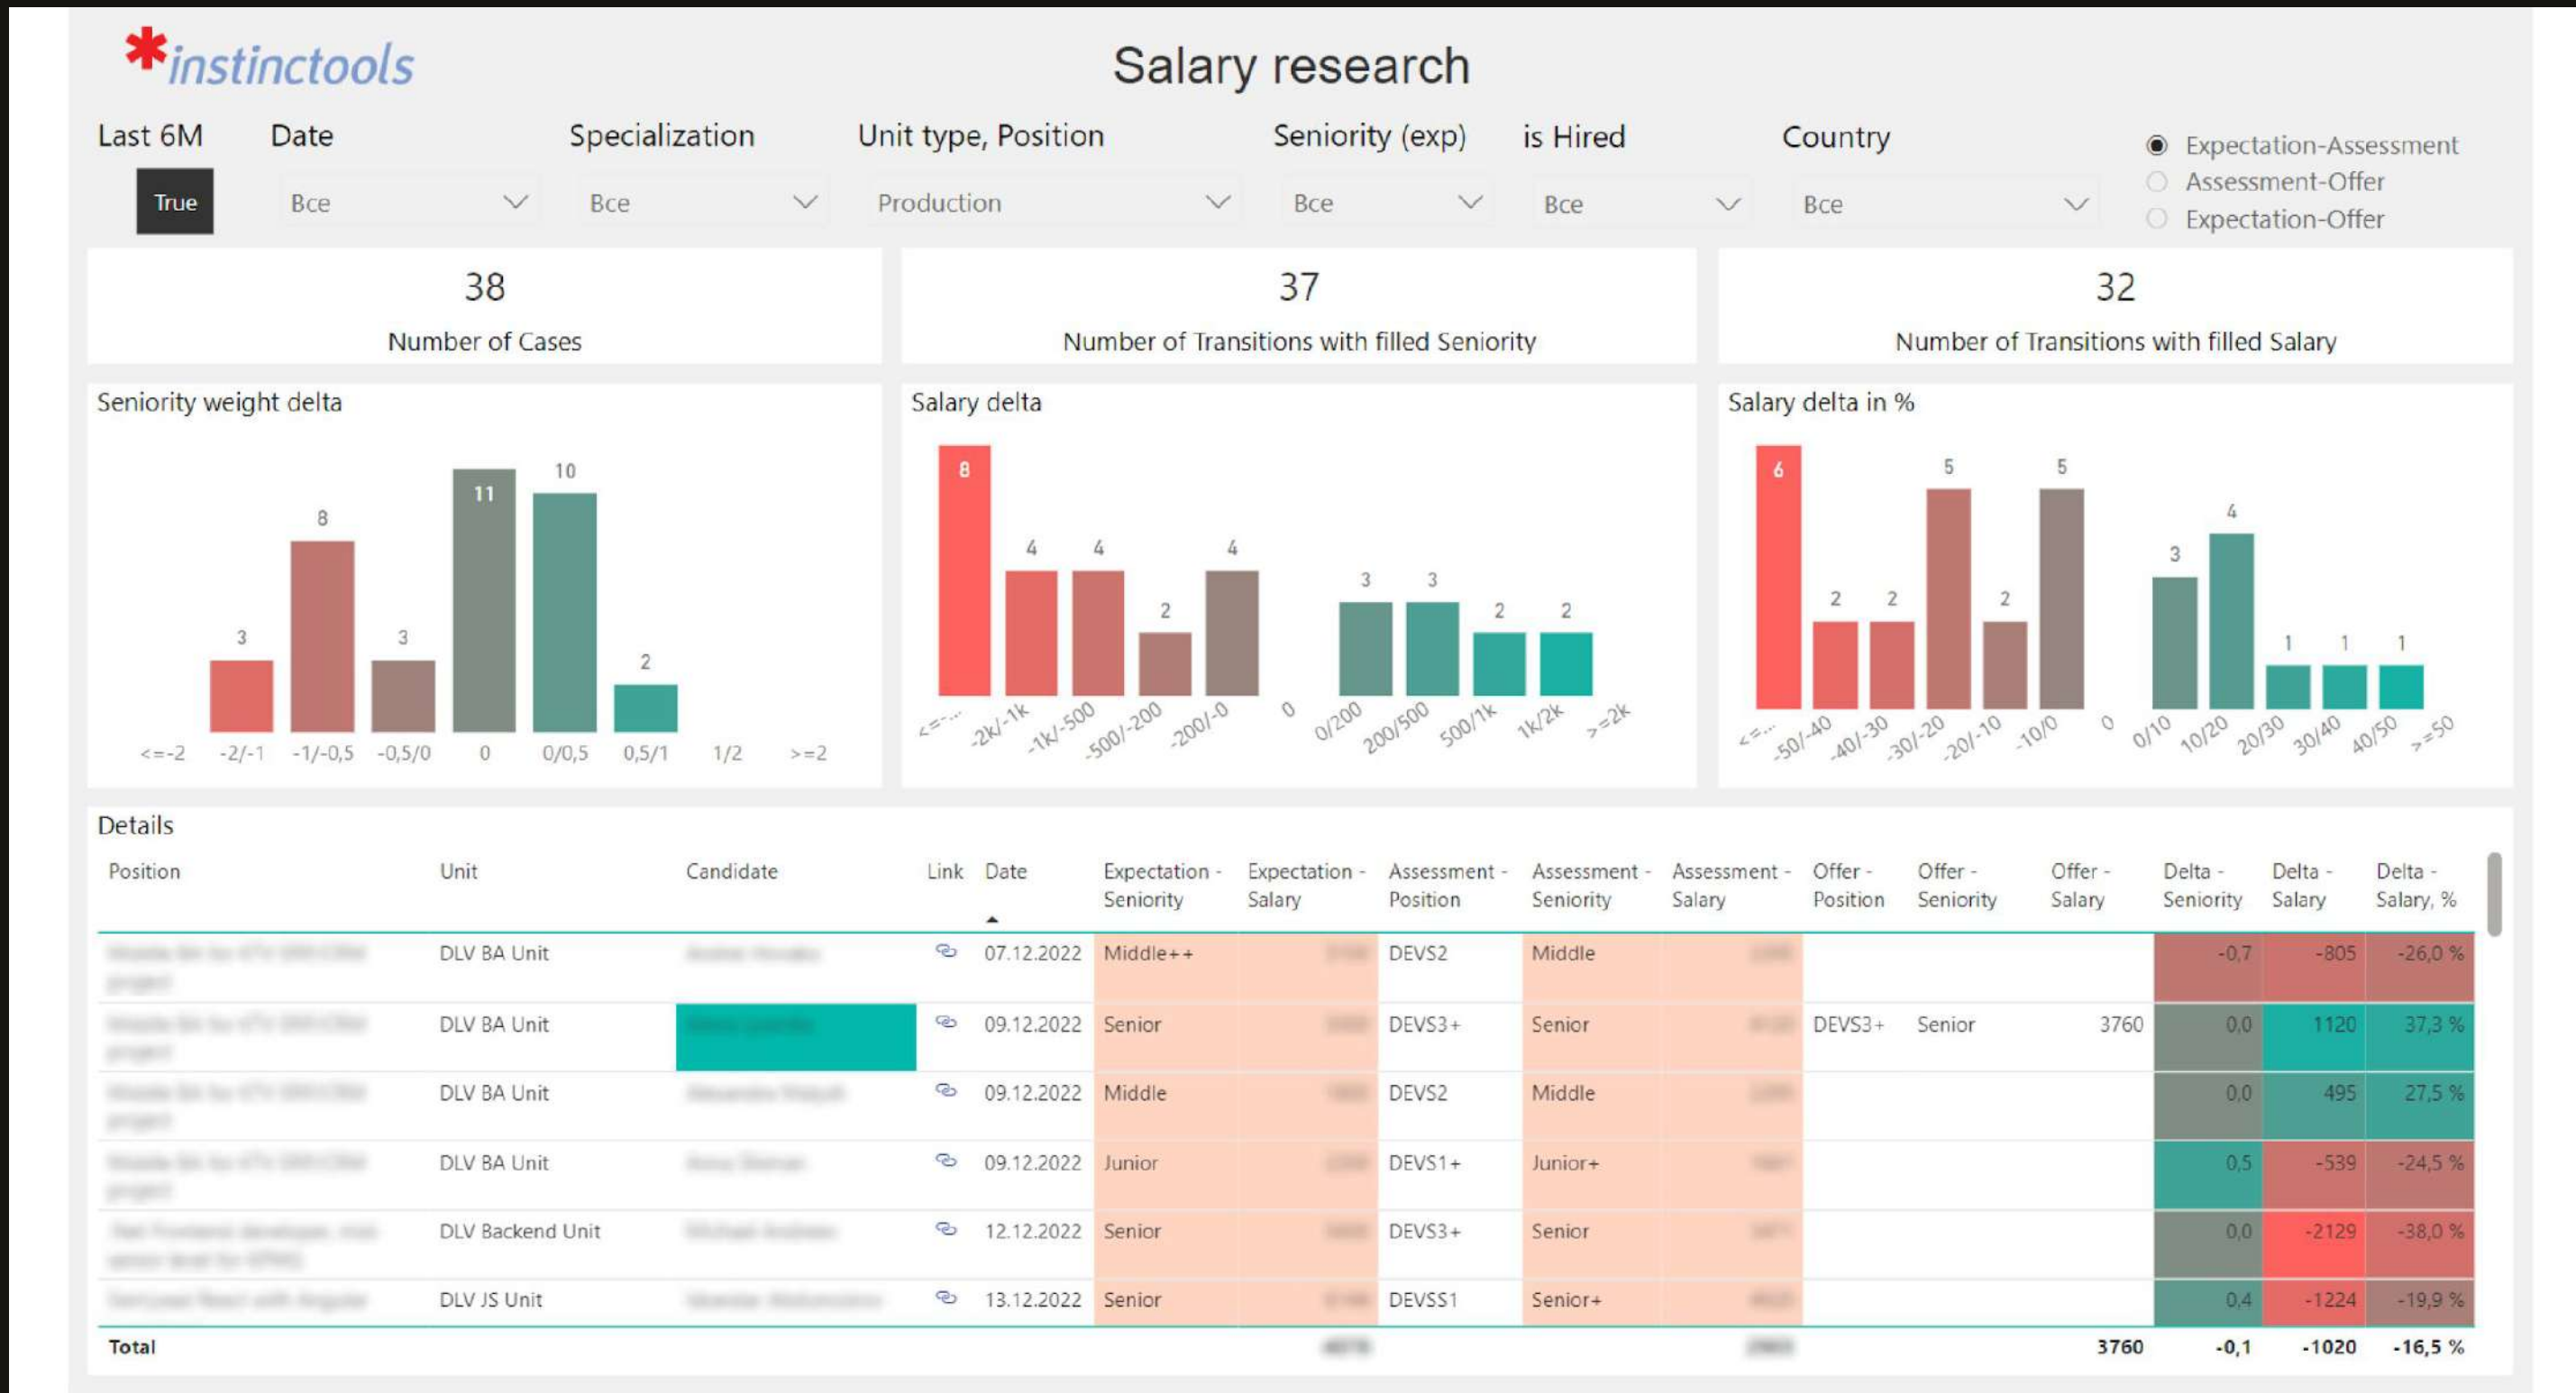 *instinctools
Salary research
Last 6M
Date
Specialization
Unit type, Position
Seniority (exp)
is Hired
Country
True
Все
Все
Production
Все
Все
Все
Expectation-Assessment
Assessment-Offer
Expectation-Offer
38
Number of Cases
37
Number of Transitions with filled Seniority
32
Number of Transitions with filled Salary
Seniority weight delta
3
8
3
11
10
2
<=-2 -2/-1 -1/-0,5 -0,5/0 0 0/0,5 0,5/1 1/2 >=2
Salary delta
8
4
4
2
4
3
3
2
2
<=-... -2k/-1k -1k/-500 -500/-200 -200/-0 0 0/200 200/500 500/1k 1k/2k >=2k
Salary delta in %
6
2
2
5
2
5
3
4
1
1
1
<=... -50/-40 -40/-30 -30/-20 -20/-10 -10/0 0 0/10 10/20 20/30 30/40 40/50 >=50
Details
Position Unit Candidate Link Date Expectation - Seniority Expectation - Salary Assessment - Position Assessment - Seniority Assessment - Salary Offer - Position Offer - Seniority Offer - Salary Delta - Seniority Delta - Salary Delta - Salary, %
DLV BA Unit 07.12.2022 Middle++ DEVS2 Middle -0,7 -805 -26,0 %
DLV BA Unit 09.12.2022 Senior DEVS3+ Senior DEVS3+ Senior 3760 0,0 1120 37,3 %
DLV BA Unit 09.12.2022 Middle DEVS2 Middle 0,0 495 27,5 %
DLV BA Unit 09.12.2022 Junior DEVS1+ Junior+ 0,5 -539 -24,5 %
DLV Backend Unit 12.12.2022 Senior DEVS3+ Senior 0,0 -2129 -38,0 %
DLV JS Unit 13.12.2022 Senior DEVSS1 Senior+ 0,4 -1224 -19,9 %
Total 3760 -0,1 -1020 -16,5 %